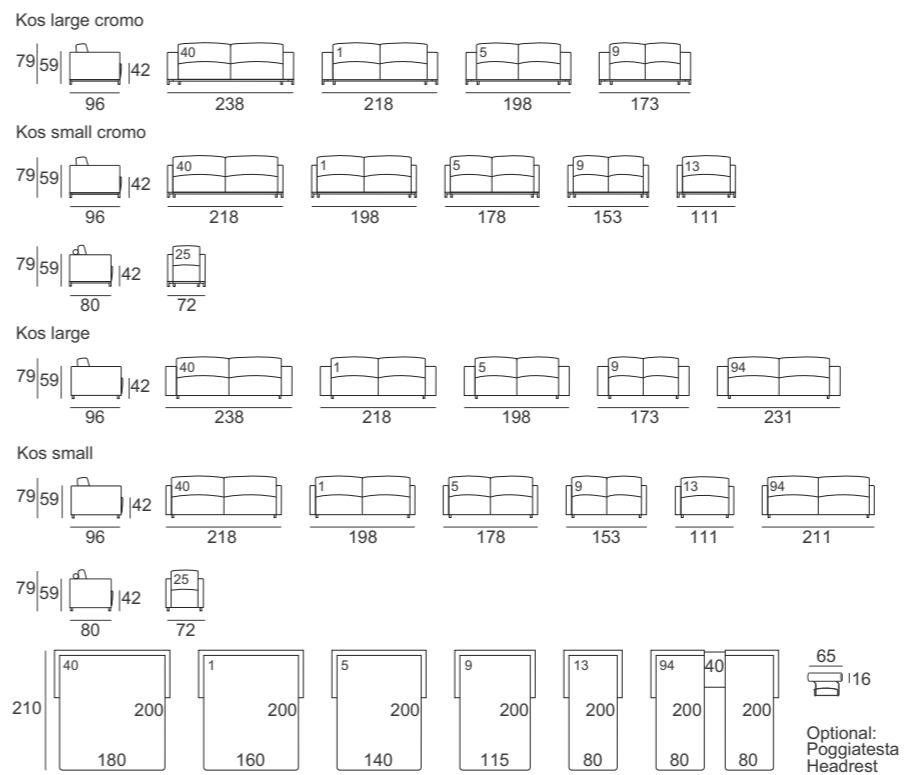 Kos large cromo
79 59 42 40 1 5 9
96 238 218 198 173
Kos small cromo
79 59 42 40 1 5 9 13
96 218 198 178 153 111
79 59 42 25
80 72
Kos large
79 59 42 40 1 5 9 94
96 238 218 198 173 231
Kos small
79 59 42 40 1 5 9 13 94
96 218 198 178 153 111 211
79 59 42 25
80 72
40 1 5 9 13 94 40
65
16
210 200 200 200 200 200 200 200
180 160 140 115 80 80 80
Optional:
Poggiatesta
Headrest